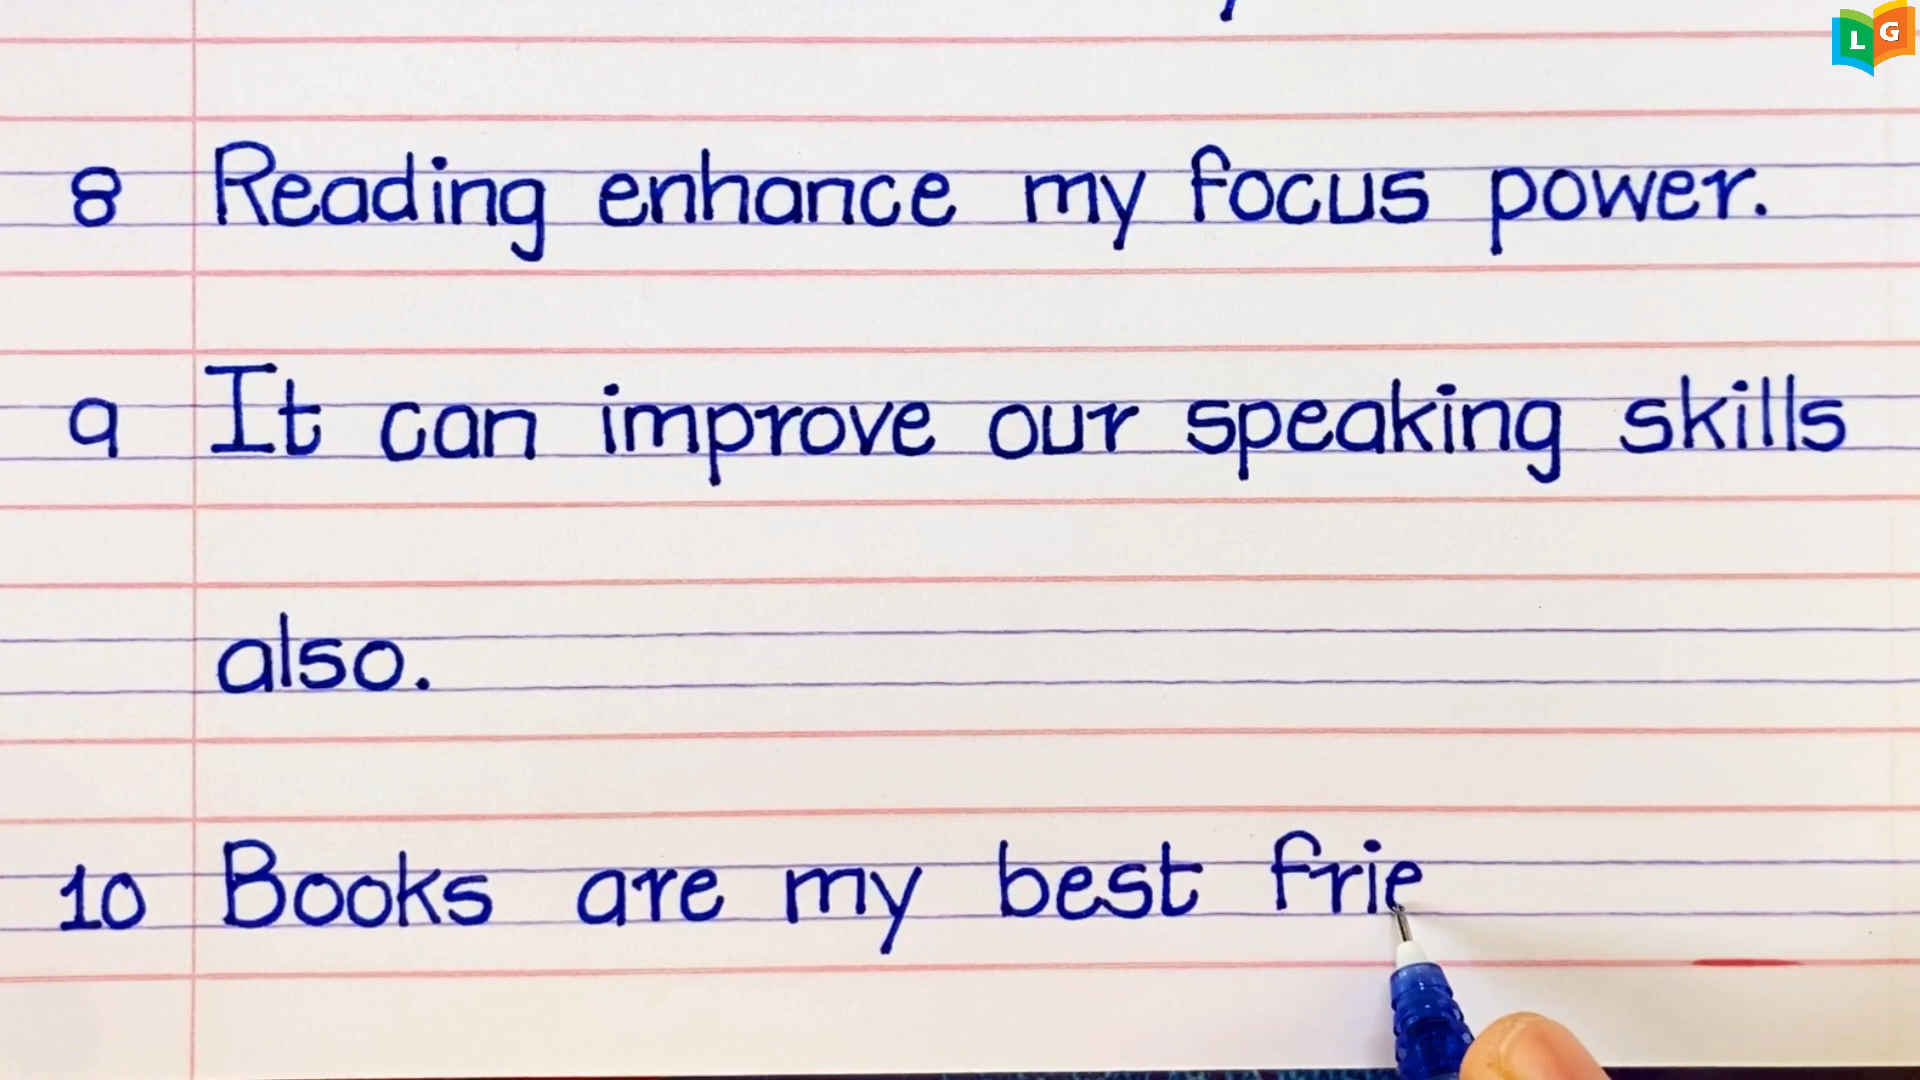 L G
8 Reading enhance my focus power.
9 It can improve our speaking skills
also.
10 Books are my best frie